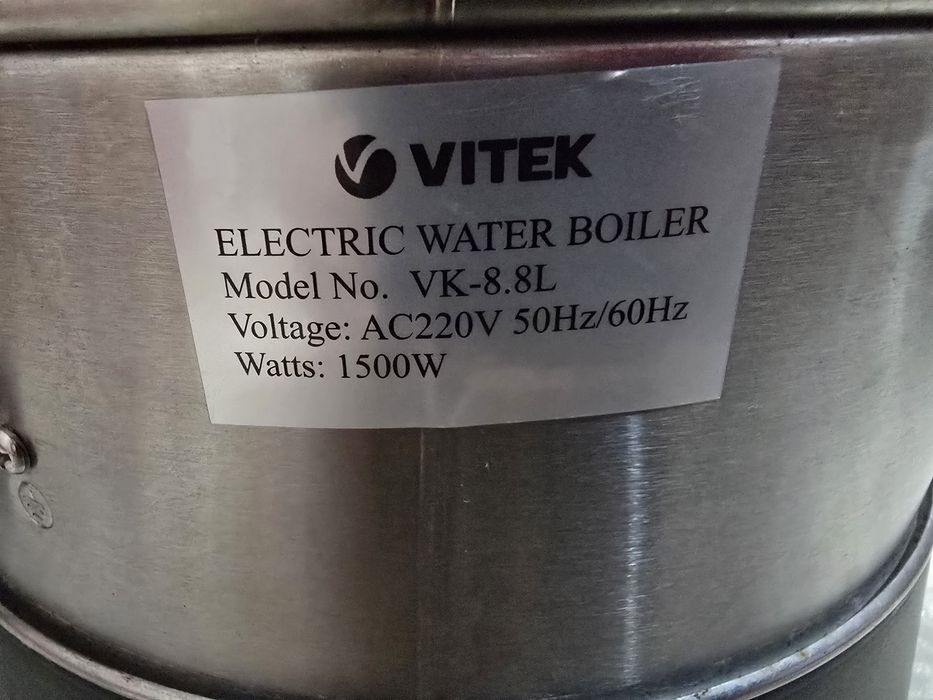 VITEK
ELECTRIC WATER BOILER
Model No. VK-8.8L
Voltage: AC220V 50Hz/60Hz
Watts: 1500W